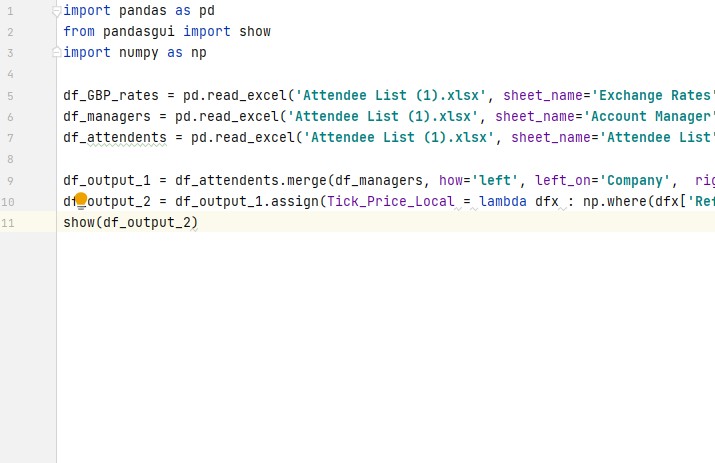 1 import pandas as pd
2 from pandasgui import show
3 import numpy as np
4
5 df_GBP_rates = pd.read_excel('Attendee List (1).xlsx', sheet_name='Exchange Rates'
6 df_managers = pd.read_excel('Attendee List (1).xlsx', sheet_name='Account Manager'
7 df_attendents = pd.read_excel('Attendee List (1).xlsx', sheet_name='Attendee List'
8
9 df_output_1 = df_attendents.merge(df_managers, how='left', left_on='Company',  rig
10 df_output_2 = df_output_1.assign(Tick_Price_Local = lambda dfx : np.where(dfx['Ref
11 show(df_output_2)